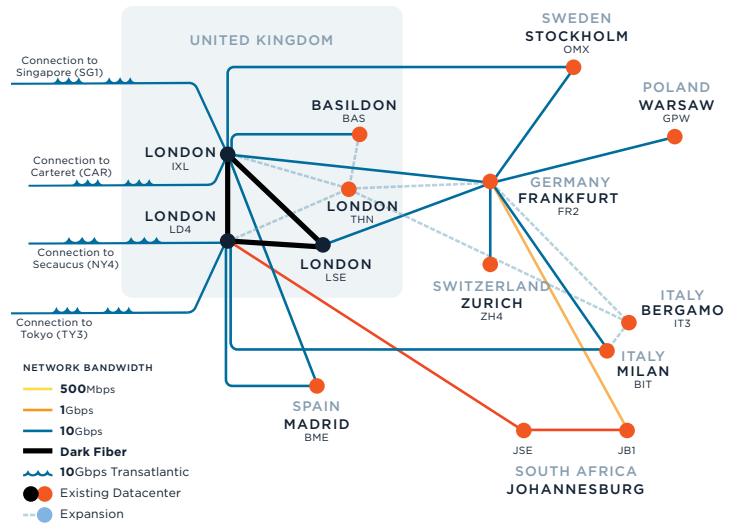 SWEDEN
STOCKHOLM
OMX
UNITED KINGDOM
Connection to
Singapore (SG1)
POLAND
WARSAW
GPW
BASILDON
BAS
LONDON
IXL
Connection to
Carteret (CAR)
GERMANY
FRANKFURT
FR2
LONDON
THN
LONDON
LD4
Connection to
Secaucus (NY4)
LONDON
LSE
SWITZERLAND
ZURICH
ZH4
ITALY
BERGAMO
IT3
Connection to
Tokyo (TY3)
ITALY
MILAN
BIT
NETWORK BANDWIDTH
500Mbps
1Gbps
10Gbps
Dark Fiber
10Gbps Transatlantic
Existing Datacenter
Expansion
SPAIN
MADRID
BME
JSE
JB1
SOUTH AFRICA
JOHANNESBURG